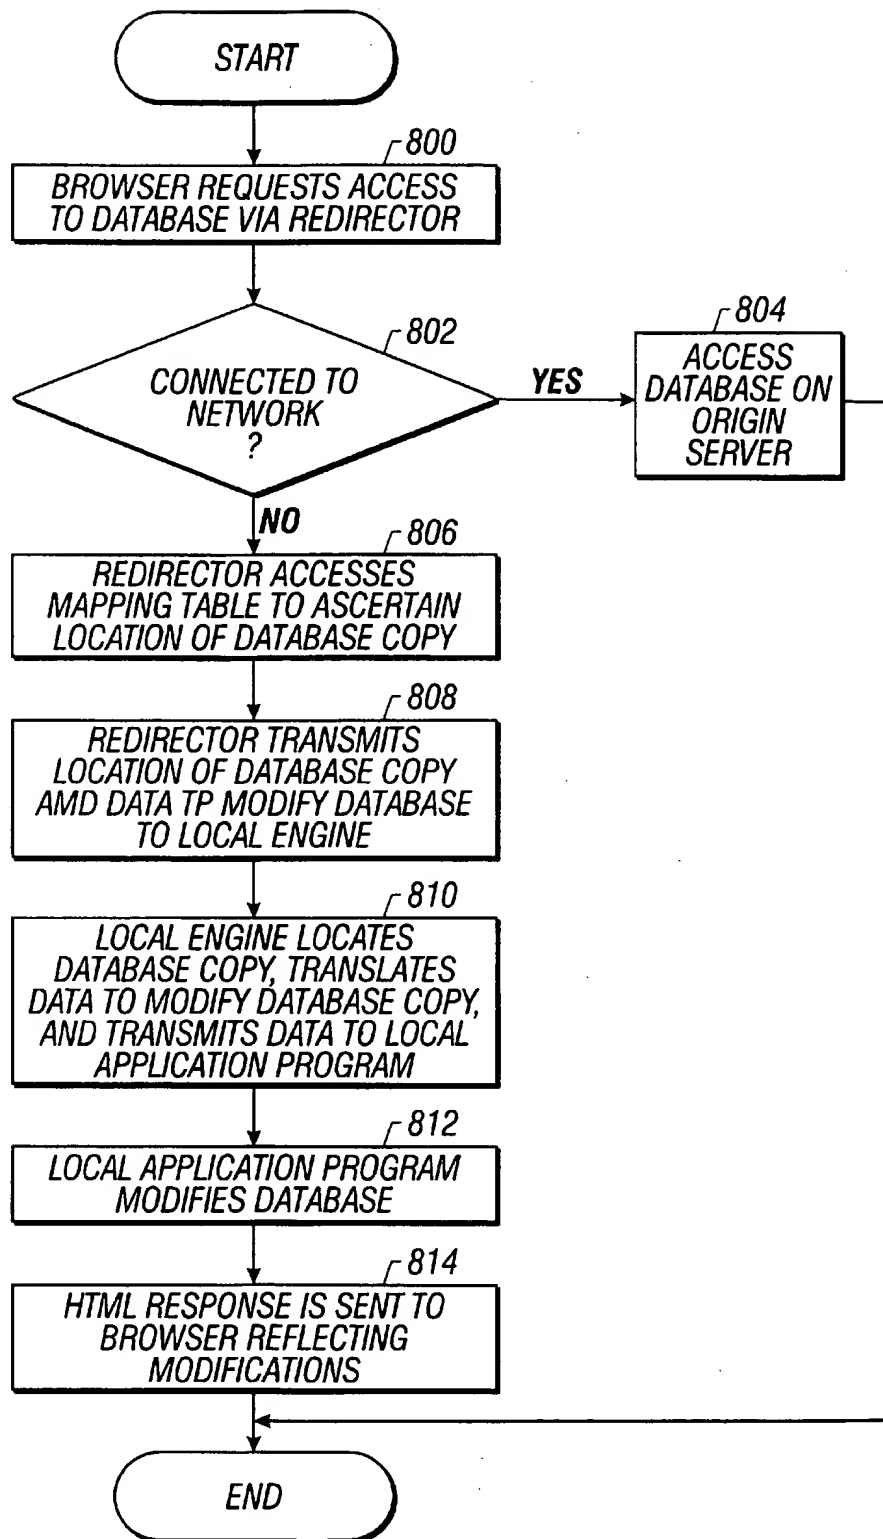 START
800
BROWSER REQUESTS ACCESS
TO DATABASE VIA REDIRECTOR
802
CONNECTED TO
NETWORK
?
YES
804
ACCESS
DATABASE ON
ORIGIN
SERVER
NO
806
REDIRECTOR ACCESSES
MAPPING TABLE TO ASCERTAIN
LOCATION OF DATABASE COPY
808
REDIRECTOR TRANSMITS
LOCATION OF DATABASE COPY
AMD DATA TP MODIFY DATABASE
TO LOCAL ENGINE
810
LOCAL ENGINE LOCATES
DATABASE COPY, TRANSLATES
DATA TO MODIFY DATABASE COPY,
AND TRANSMITS DATA TO LOCAL
APPLICATION PROGRAM
812
LOCAL APPLICATION PROGRAM
MODIFIES DATABASE
814
HTML RESPONSE IS SENT TO
BROWSER REFLECTING
MODIFICATIONS
END